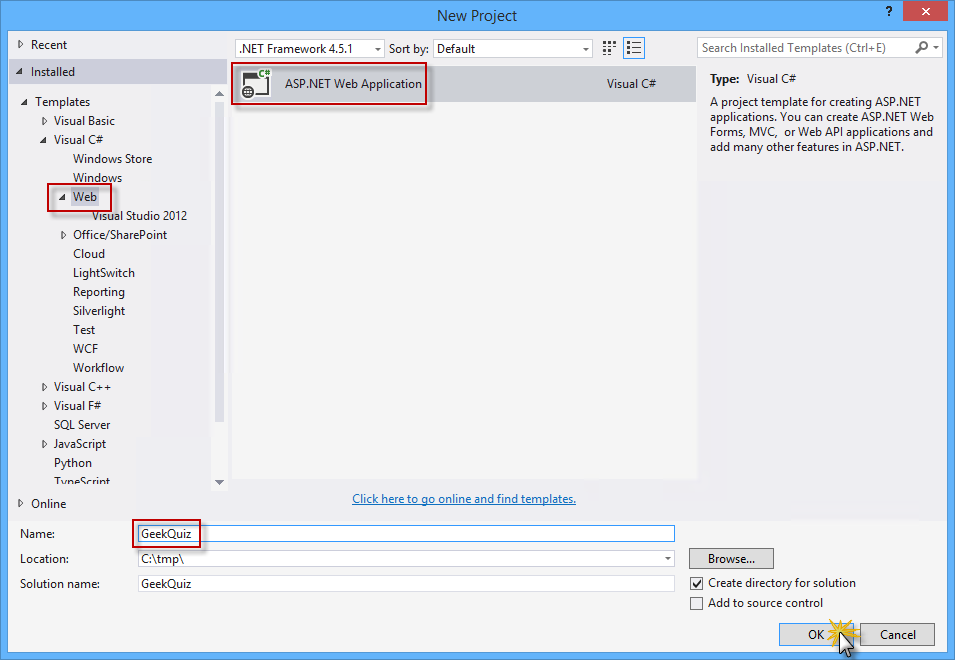 New Project
?
Recent
Installed
Templates
Visual Basic
Visual C#
Windows Store
Windows
Web
Visual Studio 2012
Office/SharePoint
Cloud
LightSwitch
Reporting
Silverlight
Test
WCF
Workflow
Visual C++
Visual F#
SQL Server
JavaScript
Python
TypeScript
Online
.NET Framework 4.5.1 Sort by: Default
C# ASP.NET Web Application Visual C#
Click here to go online and find templates.
Search Installed Templates (Ctrl+E)
Type: Visual C#
A project template for creating ASP.NET
applications. You can create ASP.NET Web
Forms, MVC, or Web API applications and
add many other features in ASP.NET.
Name: GeekQuiz
Location: C:\tmp\ Browse...
Solution name: GeekQuiz
Create directory for solution
Add to source control
OK Cancel